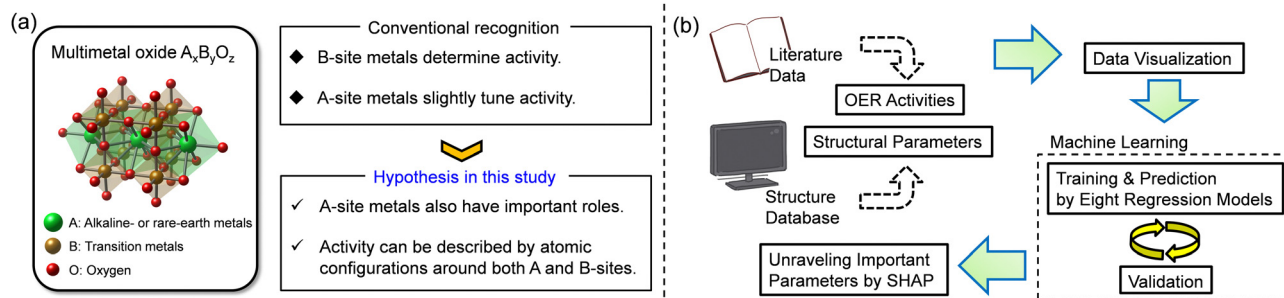 (a)
Multimetal oxide AxByOz
A: Alkaline- or rare-earth metals
B: Transition metals
O: Oxygen
Conventional recognition
◆ B-site metals determine activity.
◆ A-site metals slightly tune activity.
Hypothesis in this study
✓ A-site metals also have important roles.
✓ Activity can be described by atomic
configurations around both A and B-sites.
(b)
Literature
Data
OER Activities
Structural Parameters
Structure
Database
Data Visualization
Machine Learning
Training & Prediction
by Eight Regression Models
Validation
Unraveling Important
Parameters by SHAP